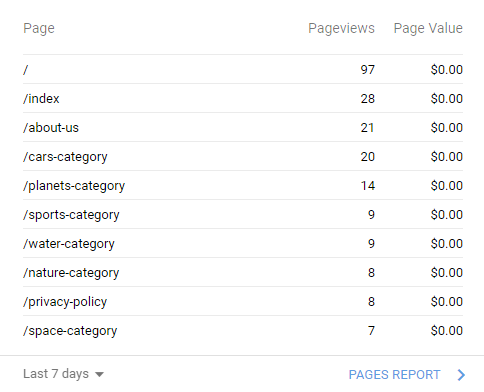 Page Pageviews Page Value
/ 97 $0.00
/index 28 $0.00
/about-us 21 $0.00
/cars-category 20 $0.00
/planets-category 14 $0.00
/sports-category 9 $0.00
/water-category 9 $0.00
/nature-category 8 $0.00
/privacy-policy 8 $0.00
/space-category 7 $0.00
Last 7 days PAGES REPORT